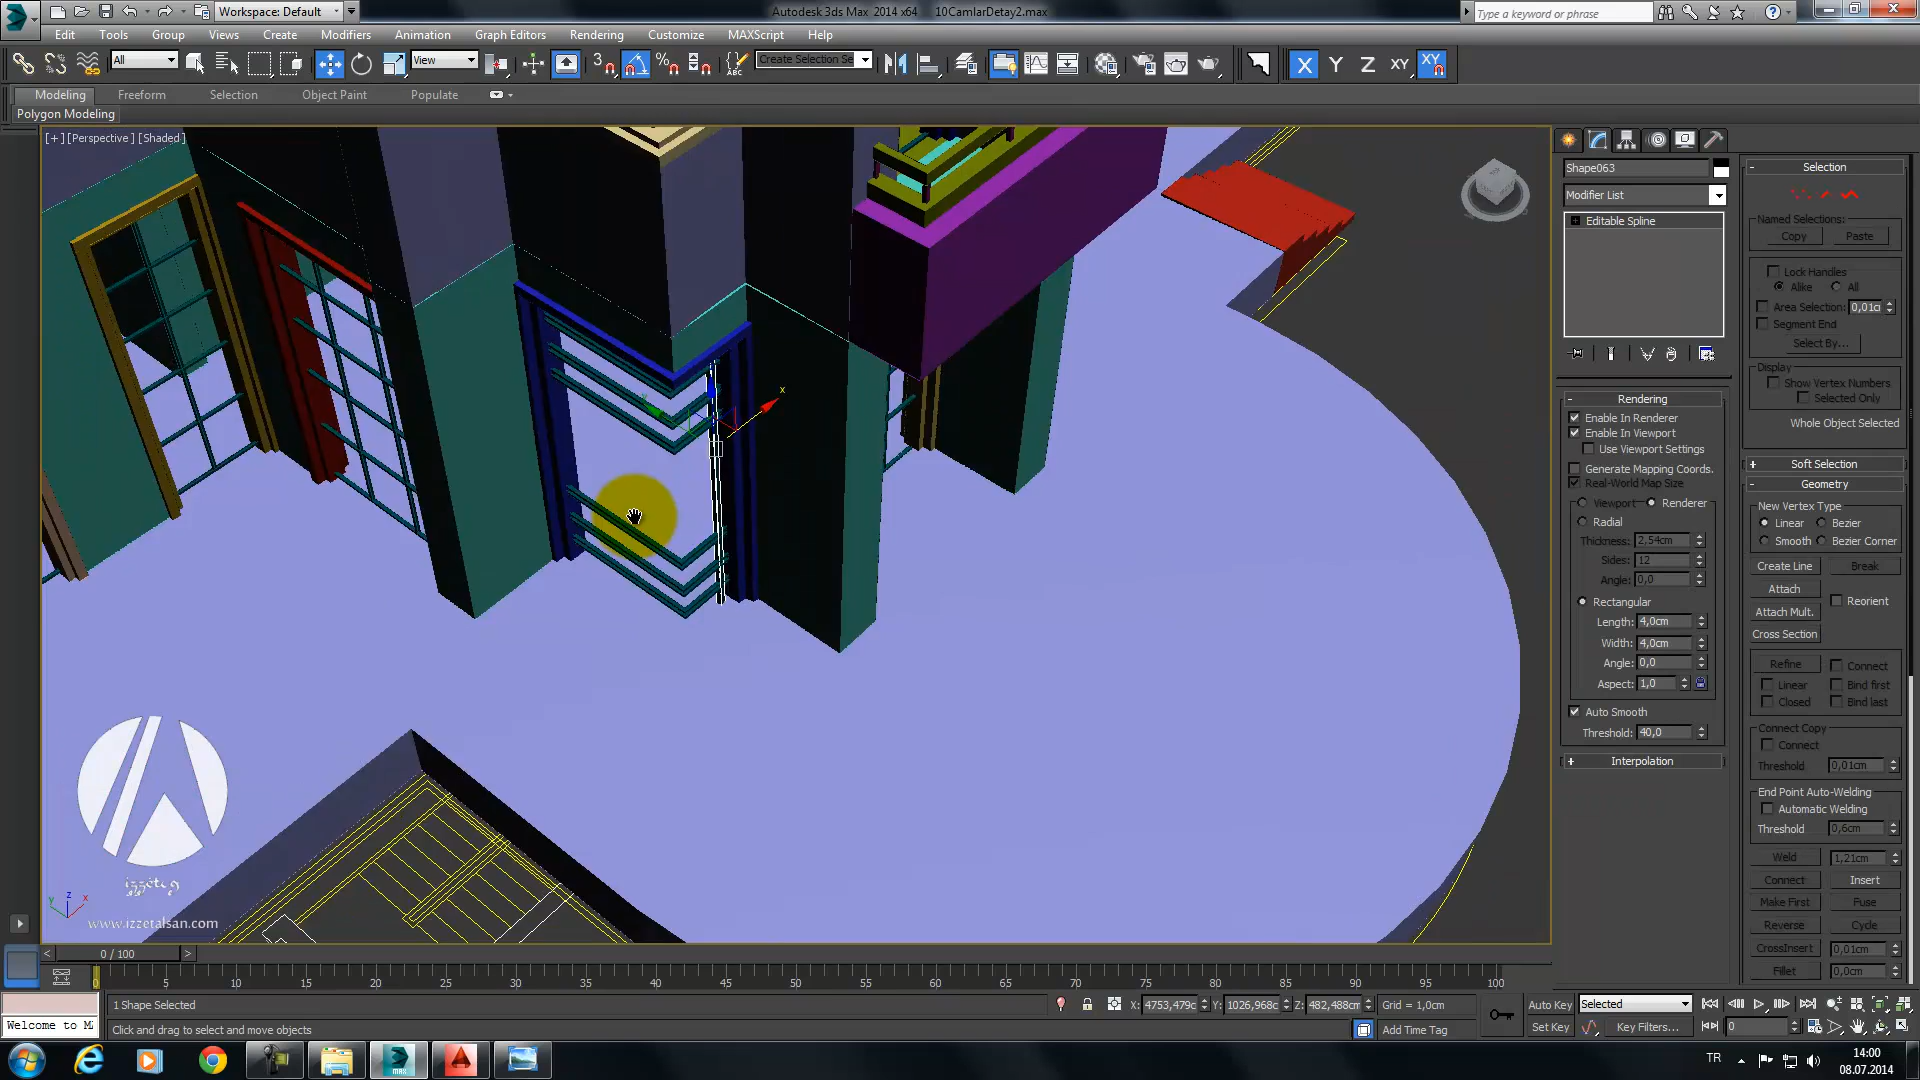 Workspace: Default
Autodesk 3ds Max 2014 x64
10CamlarDetay2.max
Type a keyword or phrase
Edit
Tools
Group
Views
Create
Modifiers
Animation
Graph Editors
Rendering
Customize
MAXScript
Help
All
View
3
%
Create Selection Se
X
Y
Z
XY
XY
Modeling
Freeform
Selection
Object Paint
Populate
Polygon Modeling
[+] [Perspective] [Shaded]
x
www.izzetalsan.com
z
x
y
Shape063
Modifier List
Editable Spline
Rendering
Enable In Renderer
Enable In Viewport
Use Viewport Settings
Generate Mapping Coords.
Real-World Map Size
Viewport
Renderer
Radial
Thickness: 2,54cm
Sides: 12
Angle: 0,0
Rectangular
Length: 4,0cm
Width: 4,0cm
Angle: 0,0
Aspect: 1,0
Auto Smooth
Threshold: 40,0
Interpolation
Selection
Named Selections:
Copy
Paste
Lock Handles
Alike
All
Area Selection: 0,01c
Segment End
Select By...
Display
Show Vertex Numbers
Selected Only
Whole Object Selected
Soft Selection
Geometry
New Vertex Type
Linear
Bezier
Smooth
Bezier Corner
Create Line
Break
Attach
Reorient
Attach Mult.
Cross Section
Refine
Connect
Linear
Bind first
Closed
Bind last
Connect Copy
Connect
Threshold 0,01cm
End Point Auto-Welding
Automatic Welding
Threshold 0,6cm
Weld 1,21cm
Connect
Insert
Make First
Fuse
Reverse
Cycle
CrossInsert 0,01cm
Fillet 0,0cm
< 0 / 100 >
0 5 10 15 20 25 30 35 40 45 50 55 60 65 70 75 80 85 90 95 100
1 Shape Selected
X: 4753,479c
Y: 1026,968c
Z: 482,488cm
Grid = 1,0cm
Auto Key
Selected
Welcome to M
Click and drag to select and move objects
Add Time Tag
Set Key
Key Filters...
0
TR
14:00
08.07.2014